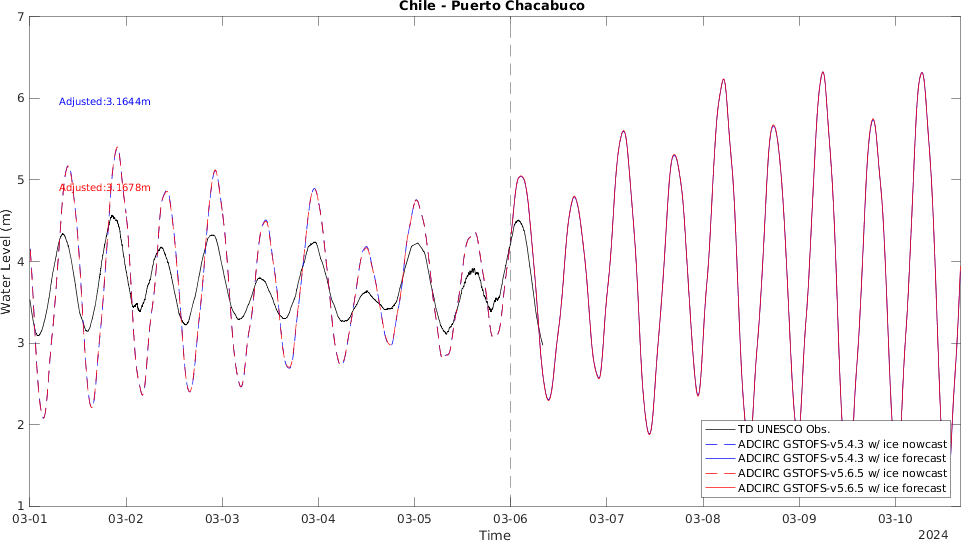 Chile - Puerto Chacabuco
7
6
5
4
3
2
1
Water Level (m)
Adjusted:3.1644m
Adjusted:3.1678m
TD UNESCO Obs.
ADCIRC GSTOFS-v5.4.3 w/ ice nowcast
ADCIRC GSTOFS-v5.4.3 w/ ice forecast
ADCIRC GSTOFS-v5.6.5 w/ ice nowcast
ADCIRC GSTOFS-v5.6.5 w/ ice forecast
03-01 03-02 03-03 03-04 03-05 03-06 03-07 03-08 03-09 03-10
Time
2024